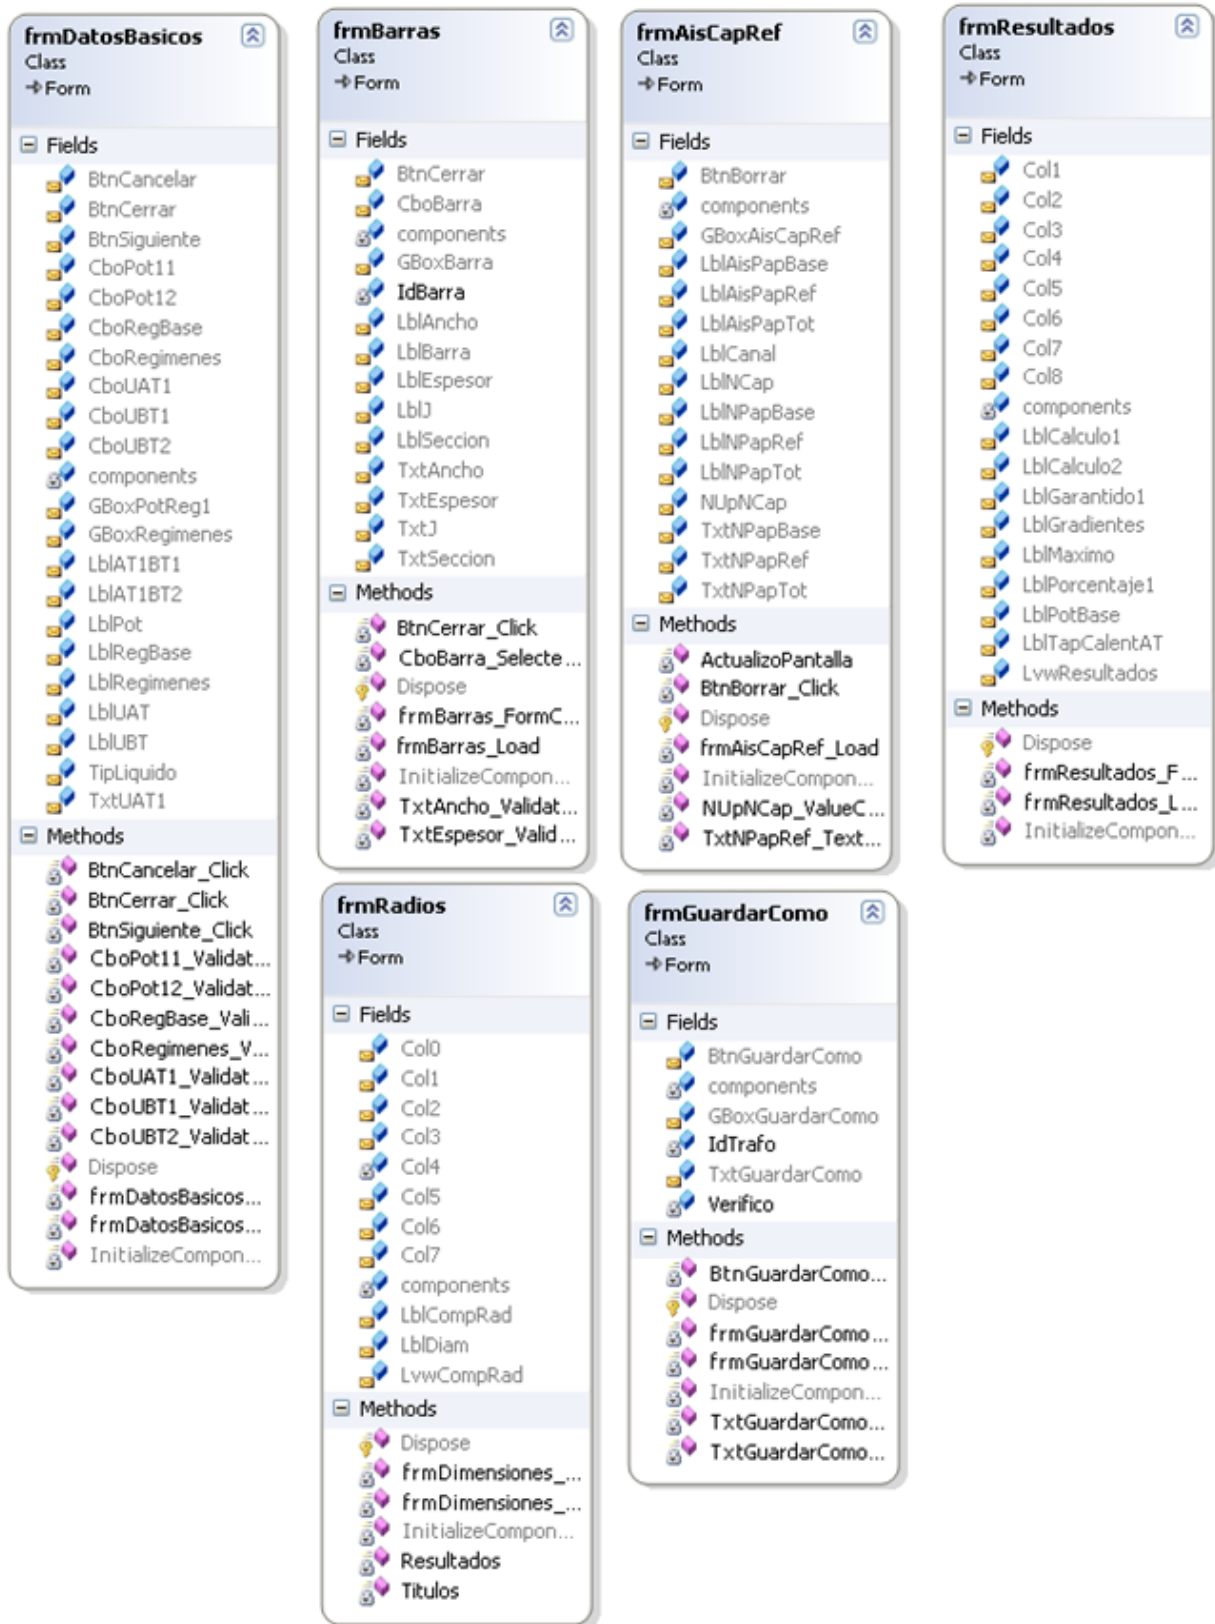 frmDatosBasicos
Class
Form
Fields
BtnCancelar
BtnCerrar
BtnSiguiente
CboPot11
CboPot12
CboRegBase
CboRegimenes
CboUAT1
CboUBT1
CboUBT2
components
GBoxPotReg1
GBoxRegimenes
LblAT1BT1
LblAT1BT2
LblPot
LblRegBase
LblRegimenes
LblUAT
LblUBT
TipLiquido
TxtUAT1
Methods
BtnCancelar_Click
BtnCerrar_Click
BtnSiguiente_Click
CboPot11_Validat...
CboPot12_Validat...
CboRegBase_Vali...
CboRegimenes_V...
CboUAT1_Validat...
CboUBT1_Validat...
CboUBT2_Validat...
Dispose
frmDatosBasicos...
frmDatosBasicos...
InitializeCompon...
frmBarras
Class
Form
Fields
BtnCerrar
CboBarra
components
GBoxBarra
IdBarra
LblAncho
LblBarra
LblEspesor
LblJ
LblSeccion
TxtAncho
TxtEspesor
TxtJ
TxtSeccion
Methods
BtnCerrar_Click
CboBarra_Selecte...
Dispose
frmBarras_FormC...
frmBarras_Load
InitializeCompon...
TxtAncho_Validat...
TxtEspesor_Valid...
frmAisCapRef
Class
Form
Fields
BtnBorrar
components
GBoxAisCapRef
LblAisPapBase
LblAisPapRef
LblAisPapTot
LblCanal
LblNCap
LblNPapBase
LblNPapRef
LblNPapTot
NUpNCap
TxtNPapBase
TxtNPapRef
TxtNPapTot
Methods
ActualizoPantalla
BtnBorrar_Click
Dispose
frmAisCapRef_Load
InitializeCompon...
NUpNCap_ValueC...
TxtNPapRef_Text...
frmResultados
Class
Form
Fields
Col1
Col2
Col3
Col4
Col5
Col6
Col7
Col8
components
LblCalculo1
LblCalculo2
LblGarantido1
LblGradientes
LblMaximo
LblPorcentaje1
LblPotBase
LblTapCalentAT
LvwResultados
Methods
Dispose
frmResultados_F...
frmResultados_L...
InitializeCompon...
frmRadios
Class
Form
Fields
Col0
Col1
Col2
Col3
Col4
Col5
Col6
Col7
components
LblCompRad
LblDiam
LvwCompRad
Methods
Dispose
frmDimensiones_...
frmDimensiones_...
InitializeCompon...
Resultados
Titulos
frmGuardarComo
Class
Form
Fields
BtnGuardarComo
components
GBoxGuardarComo
IdTrafo
TxtGuardarComo
Verifico
Methods
BtnGuardarComo...
Dispose
frmGuardarComo...
frmGuardarComo...
InitializeCompon...
TxtGuardarComo...
TxtGuardarComo...